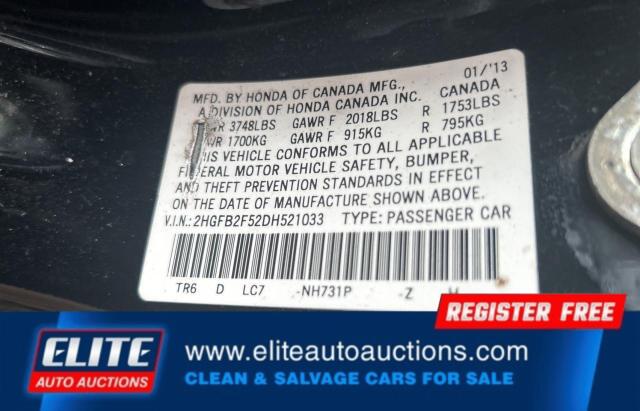 MFD. BY HONDA OF CANADA MFG., 01/'13
A DIVISION OF HONDA CANADA INC. CANADA
3748LBS GAWR F 2018LBS R 1753LBS
1700KG GAWR F 915KG R 795KG
VEHICLE CONFORMS TO ALL APPLICABLE
MOTOR VEHICLE SAFETY, BUMPER,
AND THEFT PREVENTION STANDARDS IN EFFECT
ON THE DATE OF MANUFACTURE SHOWN ABOVE.
V.I.N.: 2HGFB2F52DH521033 TYPE: PASSENGER CAR
TR6 D LC7 -NH731P -Z
REGISTER FREE
ELITE
AUTO AUCTIONS
www.eliteautoauctions.com
CLEAN & SALVAGE CARS FOR SALE